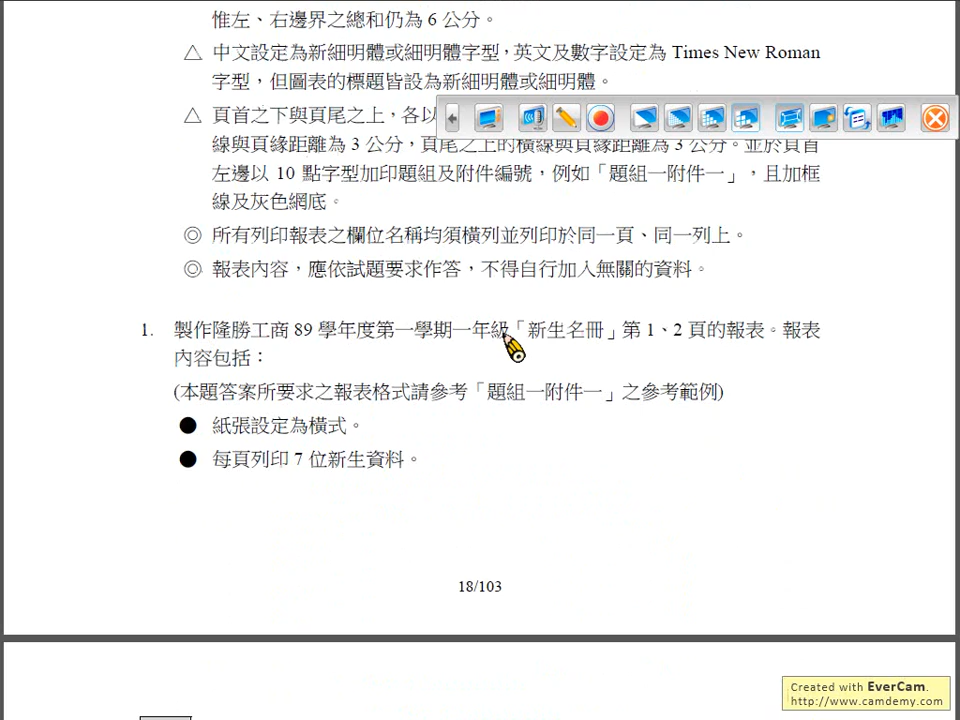 惟左、右邊界之總和仍為 6 公分。
△ 中文設定為新細明體或細明體字型，英文及數字設定為 Times New Roman
字型，但圖表的標題皆設為新細明體或細明體。
△ 頁首之下與頁尾之上，各以
線與頁緣距離為 3 公分，頁尾之上的橫線與頁緣距離為 3 公分。並於頁首
左邊以 10 點字型加印題組及附件編號，例如「題組一附件一」，且加框
線及灰色網底。
◎ 所有列印報表之欄位名稱均須橫列並列印於同一頁、同一列上。
◎ 報表內容，應依試題要求作答，不得自行加入無關的資料。
1. 製作隆勝工商 89 學年度第一學期一年級「新生名冊」第 1、2 頁的報表。報表
內容包括：
(本題答案所要求之報表格式請參考「題組一附件一」之參考範例)
● 紙張設定為橫式。
● 每頁列印 7 位新生資料。
18/103
Created with EverCam.
http://www.camdemy.com